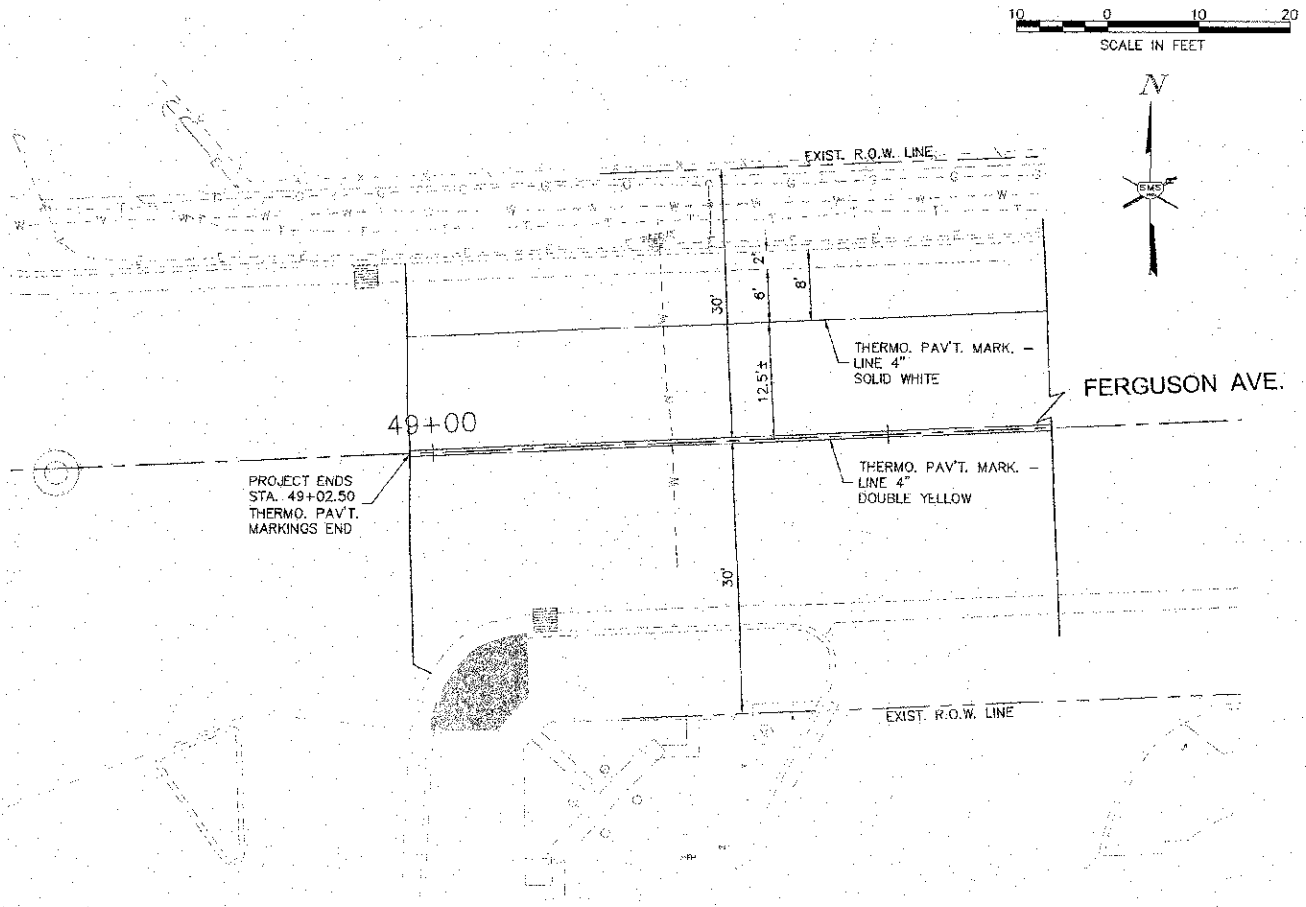 10 0 10 20
SCALE IN FEET
N
SMS
EXIST. R.O.W. LINE
G G G G
W W W W W W W W
T T T T
2'
6'
8'
30'
12.5'±
THERMO. PAV'T. MARK. –
LINE 4"
SOLID WHITE
FERGUSON AVE.
49+00
PROJECT ENDS
STA. 49+02.50
THERMO. PAV'T.
MARKINGS END
THERMO. PAV'T. MARK. –
LINE 4"
DOUBLE YELLOW
W
30'
EXIST. R.O.W. LINE